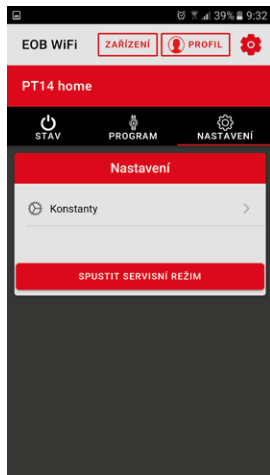 39% 9:32
EOB WiFi ZAŘÍZENÍ PROFIL
PT14 home
STAV PROGRAM NASTAVENÍ
Nastavení
Konstanty
SPUSTIT SERVISNÍ REŽIM